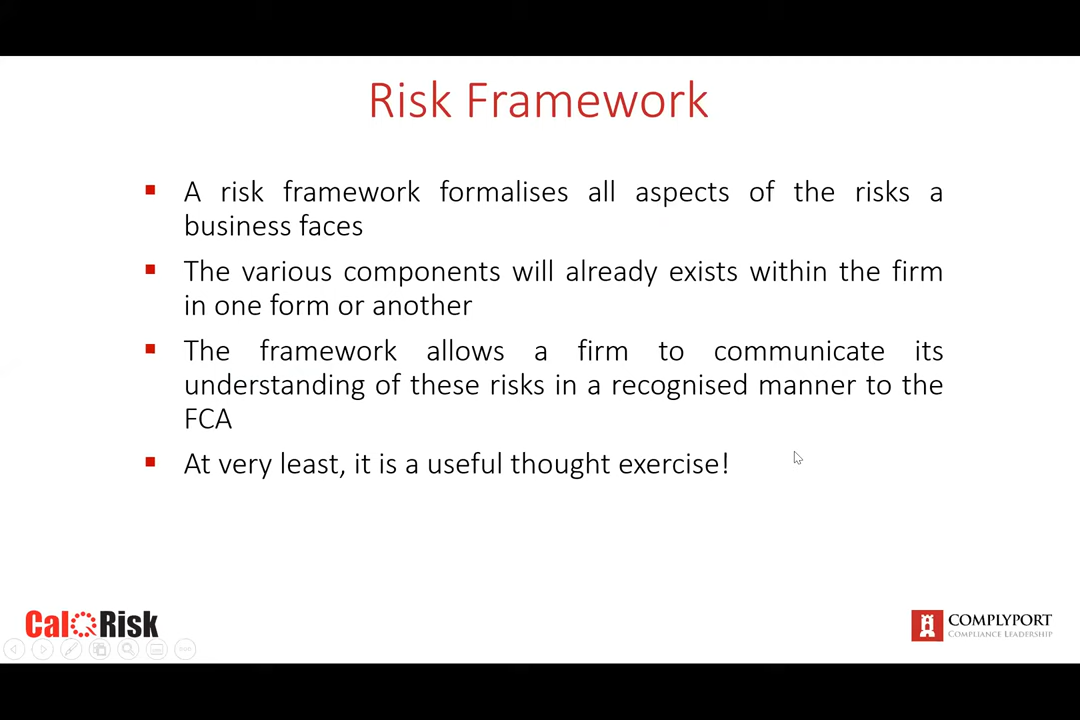 Risk Framework
A risk framework formalises all aspects of the risks a
business faces
The various components will already exists within the firm
in one form or another
The framework allows a firm to communicate its
understanding of these risks in a recognised manner to the
FCA
At very least, it is a useful thought exercise!
CalQRisk
COMPLYPORT
COMPLIANCE LEADERSHIP